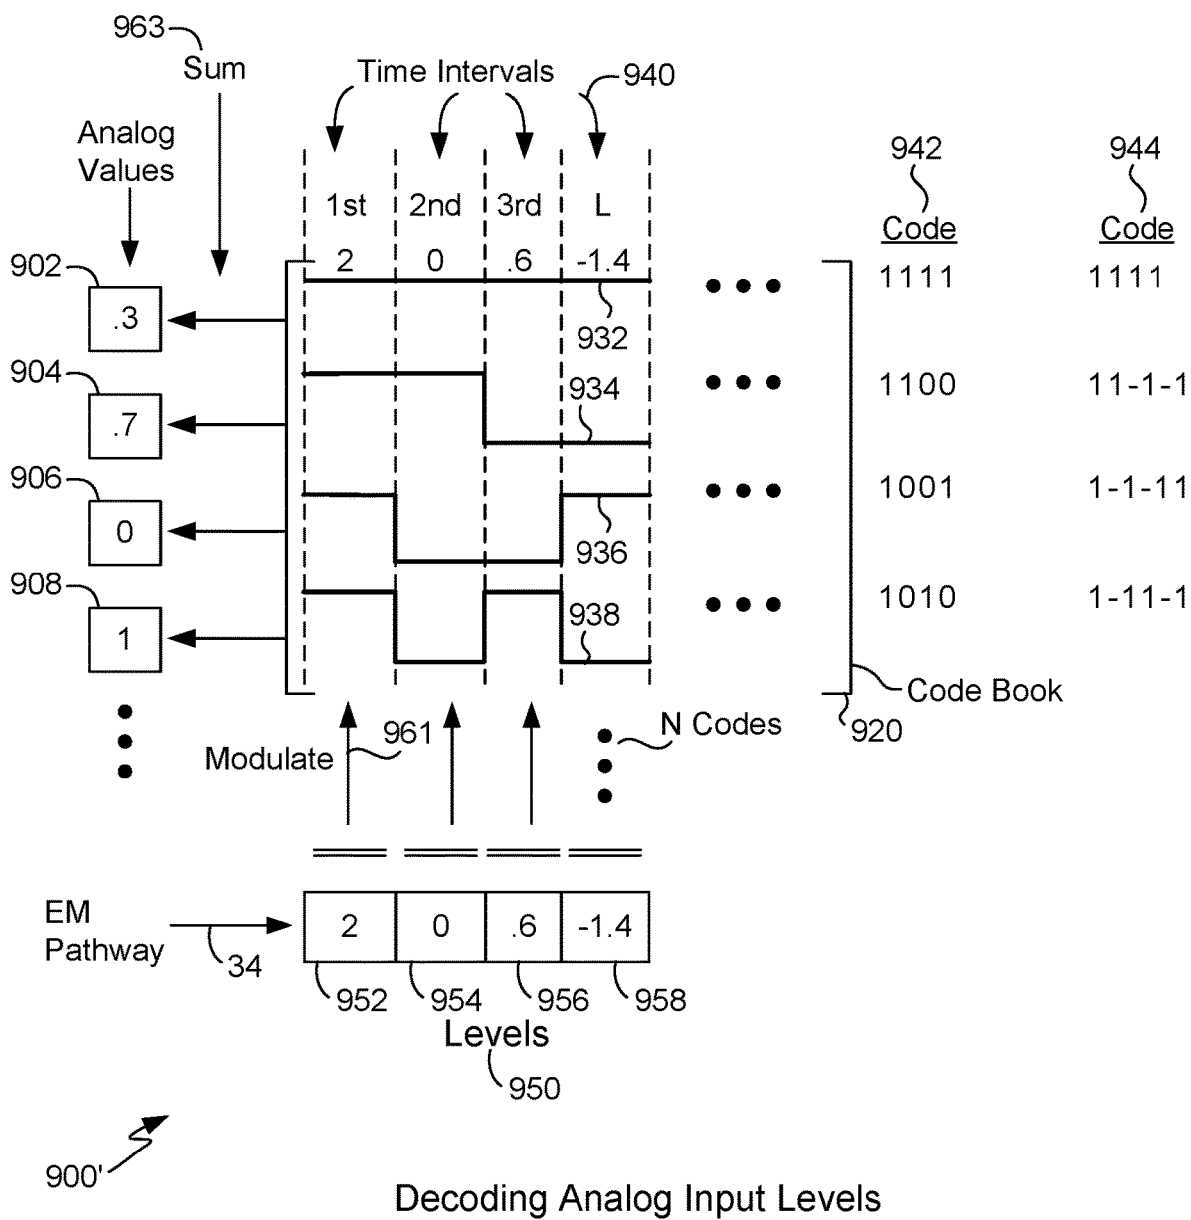 963
Sum
Time Intervals
940
Analog
Values
942
944
1st 2nd 3rd L
Code Code
902
2 0 .6 -1.4
1111 1111
.3
932
904
934
1100 11-1-1
.7
906
1001 1-1-11
0
936
908
938
1010 1-11-1
1
Code Book
920
N Codes
961
Modulate
EM
Pathway
34
2 0 .6 -1.4
952 954 956 958
Levels
950
900'
Decoding Analog Input Levels